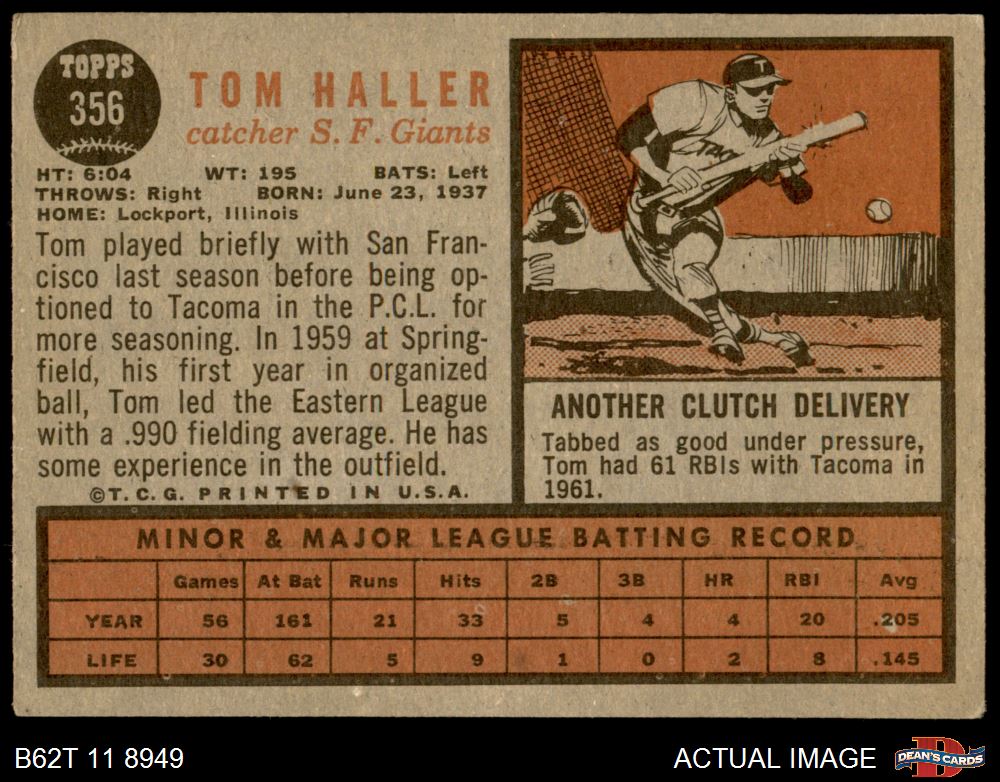 TOPPS
356
TOM HALLER
catcher S. F. Giants
HT: 6:04 WT: 195 BATS: Left
THROWS: Right BORN: June 23, 1937
HOME: Lockport, Illinois
Tom played briefly with San Fran-
cisco last season before being op-
tioned to Tacoma in the P.C.L. for
more seasoning. In 1959 at Spring-
field, his first year in organized
ball, Tom led the Eastern League
with a .990 fielding average. He has
some experience in the outfield.
©T.C.G. PRINTED IN U.S.A.
T
TAC
ANOTHER CLUTCH DELIVERY
Tabbed as good under pressure,
Tom had 61 RBIs with Tacoma in
1961.
MINOR & MAJOR LEAGUE BATTING RECORD
Games At Bat Runs Hits 2B 3B HR RBI Avg
YEAR 56 161 21 33 5 4 4 20 .205
LIFE 30 62 5 9 1 0 2 8 .145
B62T 11 8949 ACTUAL IMAGE
D
DEAN'S CARDS